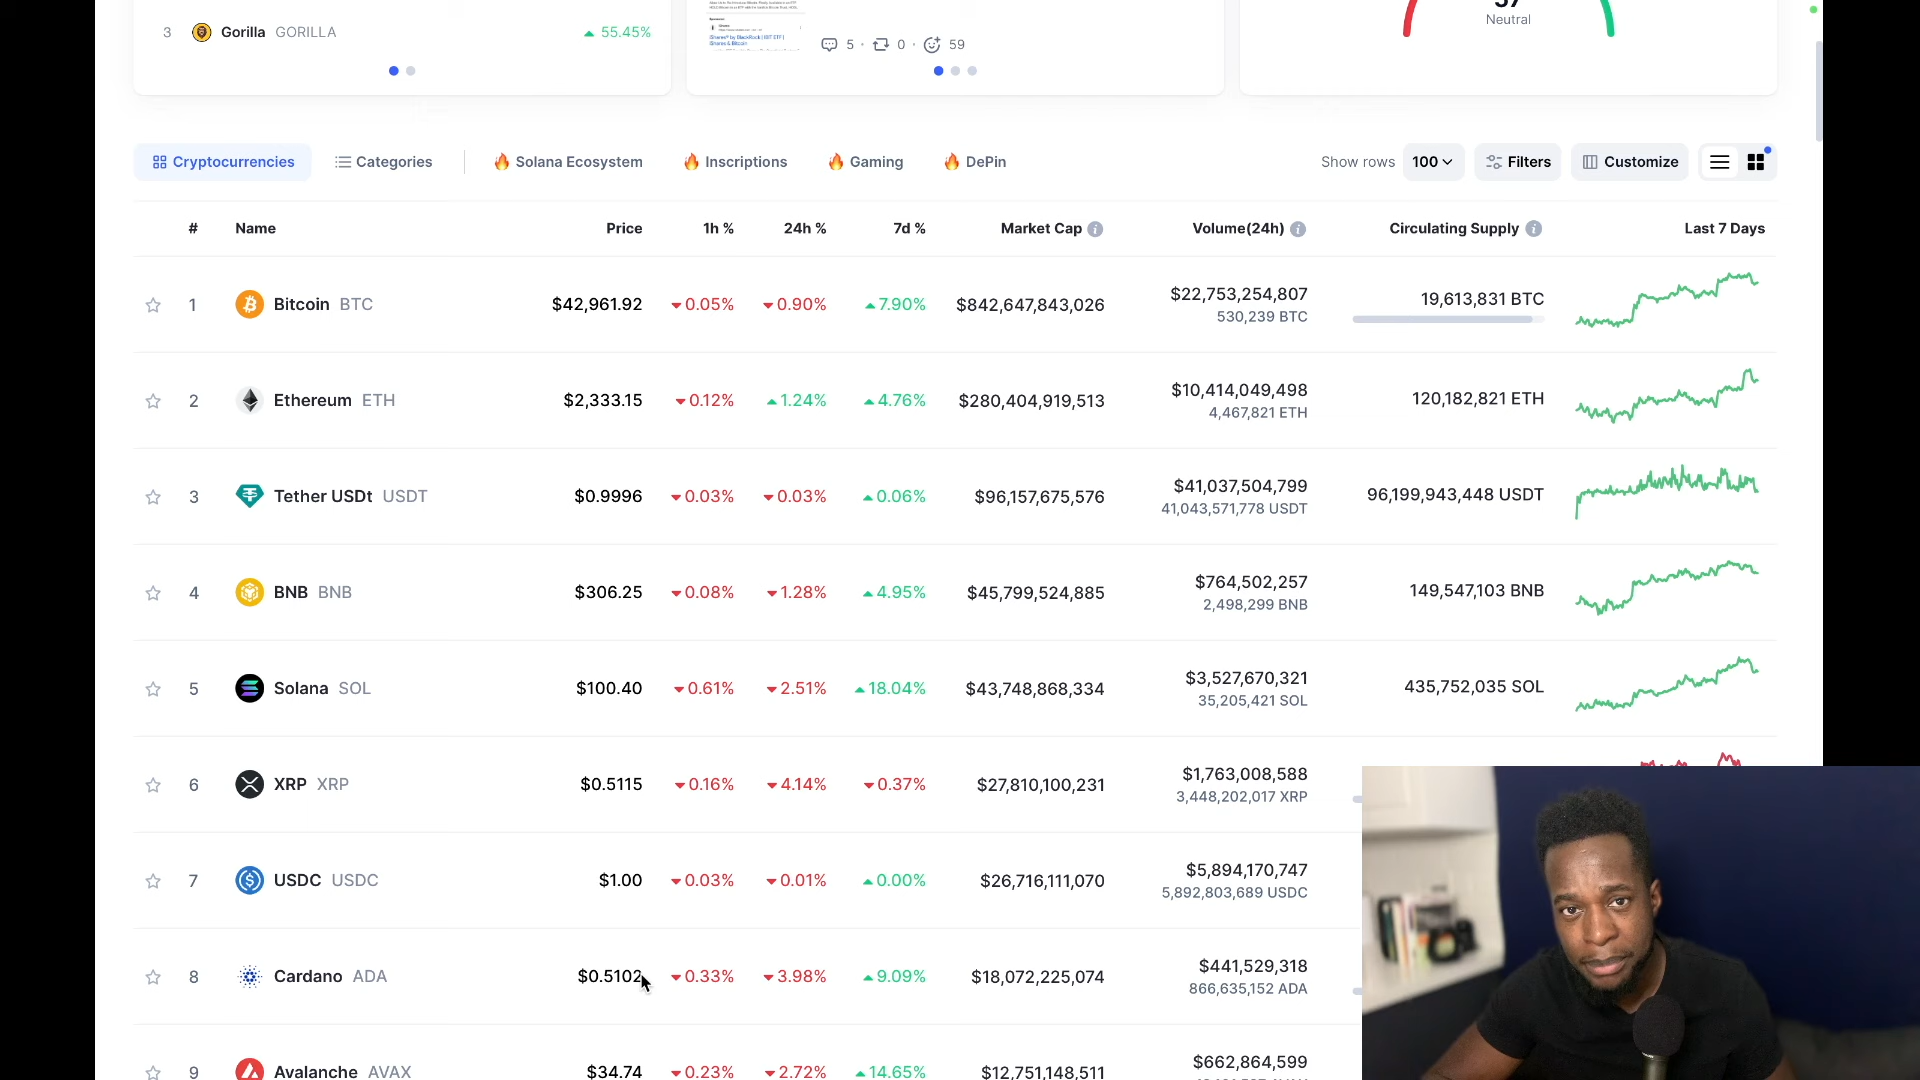 3 Gorilla GORILLA 55.45%
5 · 0 · 59
Neutral
Cryptocurrencies Categories Solana Ecosystem Inscriptions Gaming DePin Show rows 100 Filters Customize
# Name Price 1h % 24h % 7d % Market Cap Volume(24h) Circulating Supply Last 7 Days
1 Bitcoin BTC $42,961.92 0.05% 0.90% 7.90% $842,647,843,026 $22,753,254,807 19,613,831 BTC
530,239 BTC
2 Ethereum ETH $2,333.15 0.12% 1.24% 4.76% $280,404,919,513 $10,414,049,498 120,182,821 ETH
4,467,821 ETH
3 Tether USDt USDT $0.9996 0.03% 0.03% 0.06% $96,157,675,576 $41,037,504,799 96,199,943,448 USDT
41,043,571,778 USDT
4 BNB BNB $306.25 0.08% 1.28% 4.95% $45,799,524,885 $764,502,257 149,547,103 BNB
2,498,299 BNB
5 Solana SOL $100.40 0.61% 2.51% 18.04% $43,748,868,334 $3,527,670,321 435,752,035 SOL
35,205,421 SOL
6 XRP XRP $0.5115 0.16% 4.14% 0.37% $27,810,100,231 $1,763,008,588
3,448,202,017 XRP
7 USDC USDC $1.00 0.03% 0.01% 0.00% $26,716,111,070 $5,894,170,747
5,892,803,689 USDC
8 Cardano ADA $0.5102 0.33% 3.98% 9.09% $18,072,225,074 $441,529,318
866,635,152 ADA
9 Avalanche AVAX $34.74 0.23% 2.72% 14.65% $12,751,148,511 $662,864,599